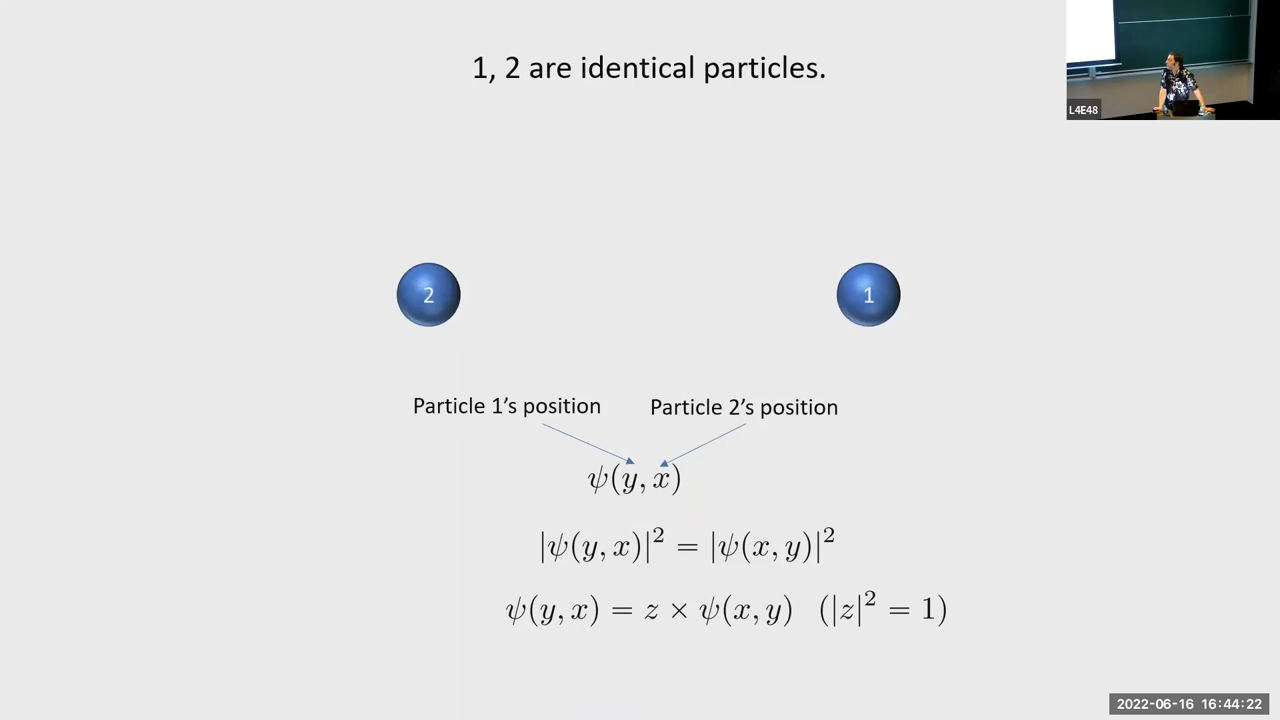 1, 2 are identical particles.
L4E48
2 1
Particle 1's position Particle 2's position
ψ(y, x)
|ψ(y, x)|² = |ψ(x, y)|²
ψ(y, x) = z × ψ(x, y) (|z|² = 1)
2022-06-16 16:44:22